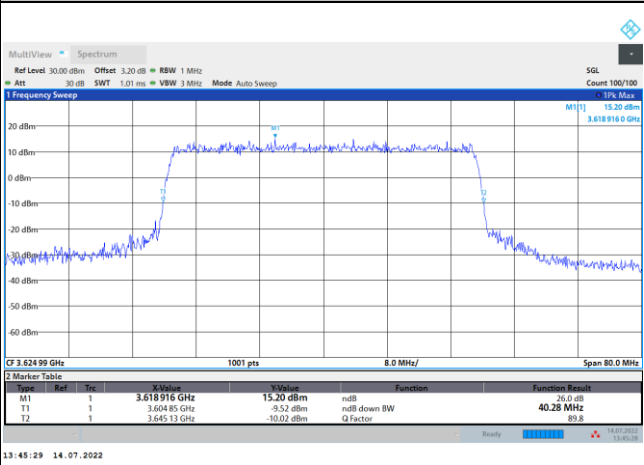 MultiView Spectrum
Ref Level 30.00 dBm Offset 3.20 dB RBW 1 MHz SGL
Att 30 dB SWT 1.01 ms VBW 3 MHz Mode Auto Sweep Count 100/100
1 Frequency Sweep 1Pk Max
M1[1] 15.20 dBm
3.618 916 0 GHz
M1
20 dBm
10 dBm
0 dBm
T1 T2
-10 dBm
-20 dBm
-30 dBm
-40 dBm
-50 dBm
-60 dBm
CF 3.624 99 GHz 1001 pts 8.0 MHz/ Span 80.0 MHz
2 Marker Table
Type Ref Trc X-Value Y-Value Function Function Result
M1 1 3.618 916 GHz 15.20 dBm ndB 26.0 dB
T1 1 3.604 85 GHz -9.52 dBm ndB down BW 40.28 MHz
T2 1 3.645 13 GHz -10.02 dBm Q Factor 89.8
Ready 14.07.2022
13:45:28
13:45:29 14.07.2022